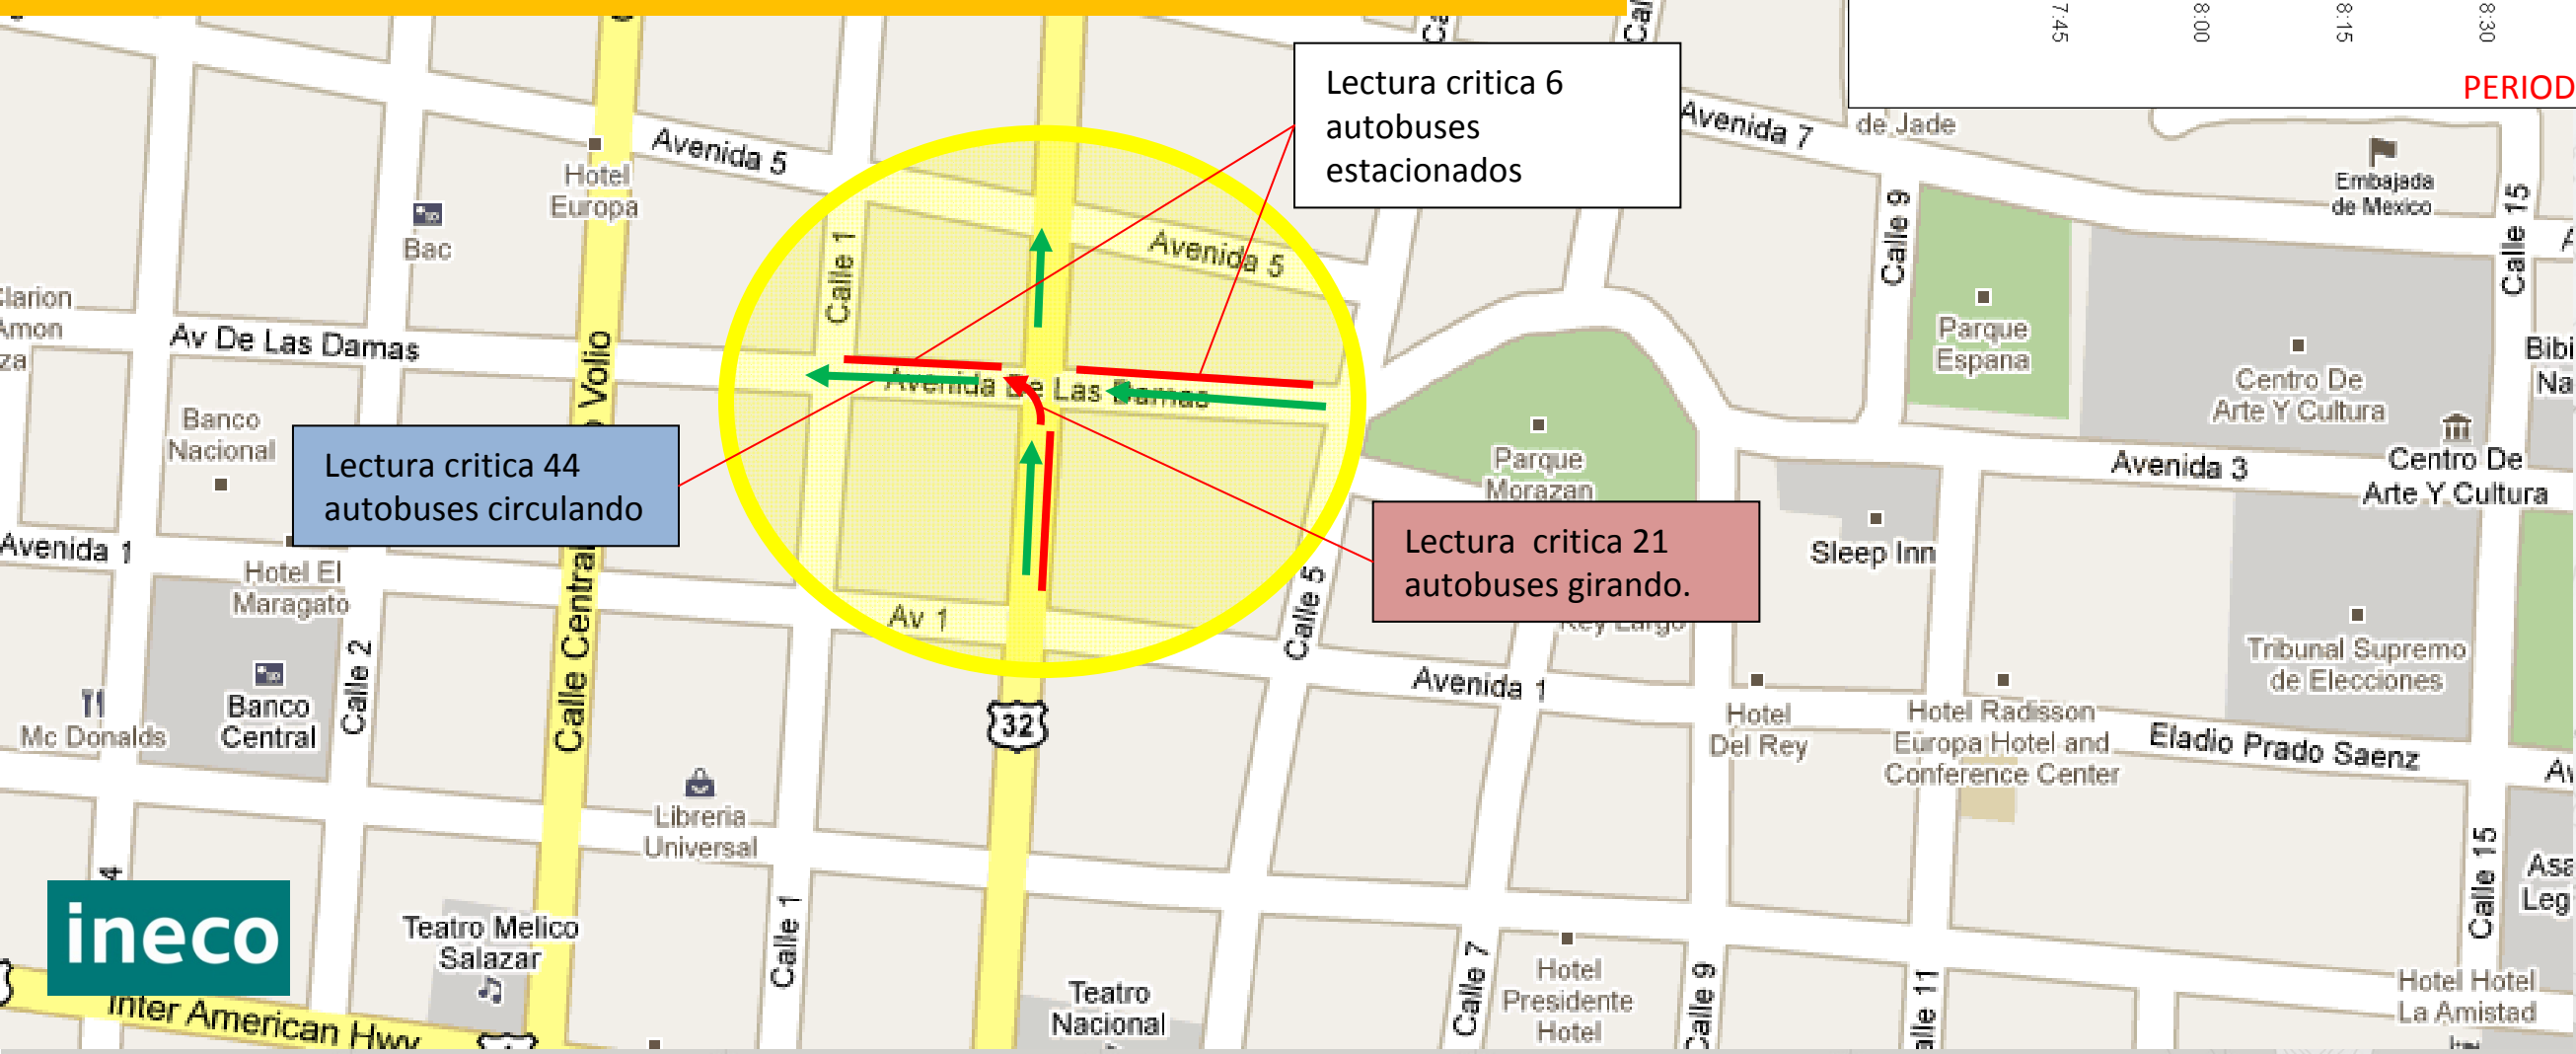 7:45
8:00
8:15
8:30
PERIOD
Lectura critica 6
autobuses
estacionados
Avenida 7
de Jade
Embajada
de Mexico
Avenida 5
Hotel
Europa
Bac
Calle 1
Avenida 5
Calle 9
Calle 15
Av De Las Damas
Parque
Espana
Centro De
Arte Y Cultura
Avenida De Las Damas
Banco
Nacional
Lectura critica 44
autobuses circulando
Parque
Morazan
Avenida 3
Centro De
Arte Y Cultura
Lectura critica 21
autobuses girando.
Sleep Inn
Avenida 1
Hotel El
Maragato
Av 1
Calle 5
Key Largo
Tribunal Supremo
de Elecciones
Calle 2
Calle Central
Volio
Banco
Central
Mc Donalds
32
Avenida 1
Hotel
Del Rey
Hotel Radisson
Europa Hotel and
Conference Center
Eladio Prado Saenz
Libreria
Universal
Calle 15
4
ineco
Teatro Melico
Salazar
Calle 1
Teatro
Nacional
Calle 7
Hotel
Presidente
Hotel
Calle 9
alle 11
Hotel Hotel
La Amistad
Inter American Hwy